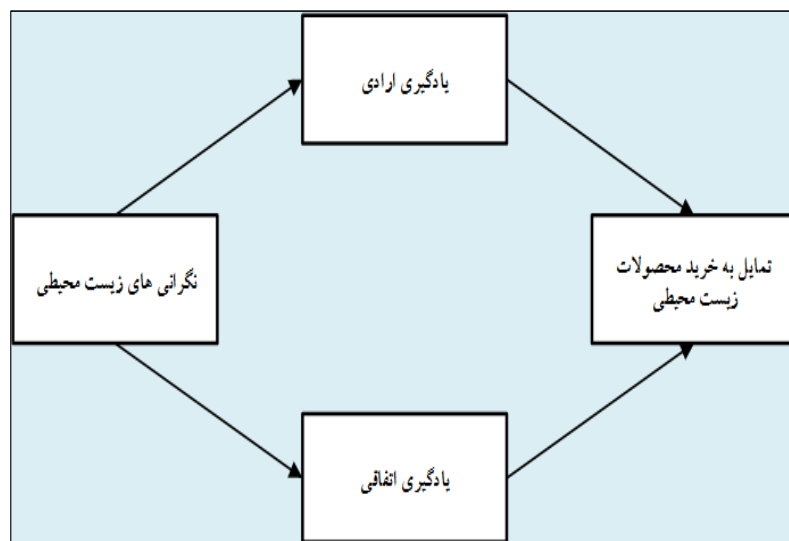 یادگیری ارادی
تمایل به خرید محصولات
زیست محیطی
نگرانی های زیست محیطی
یادگیری اتفاقی